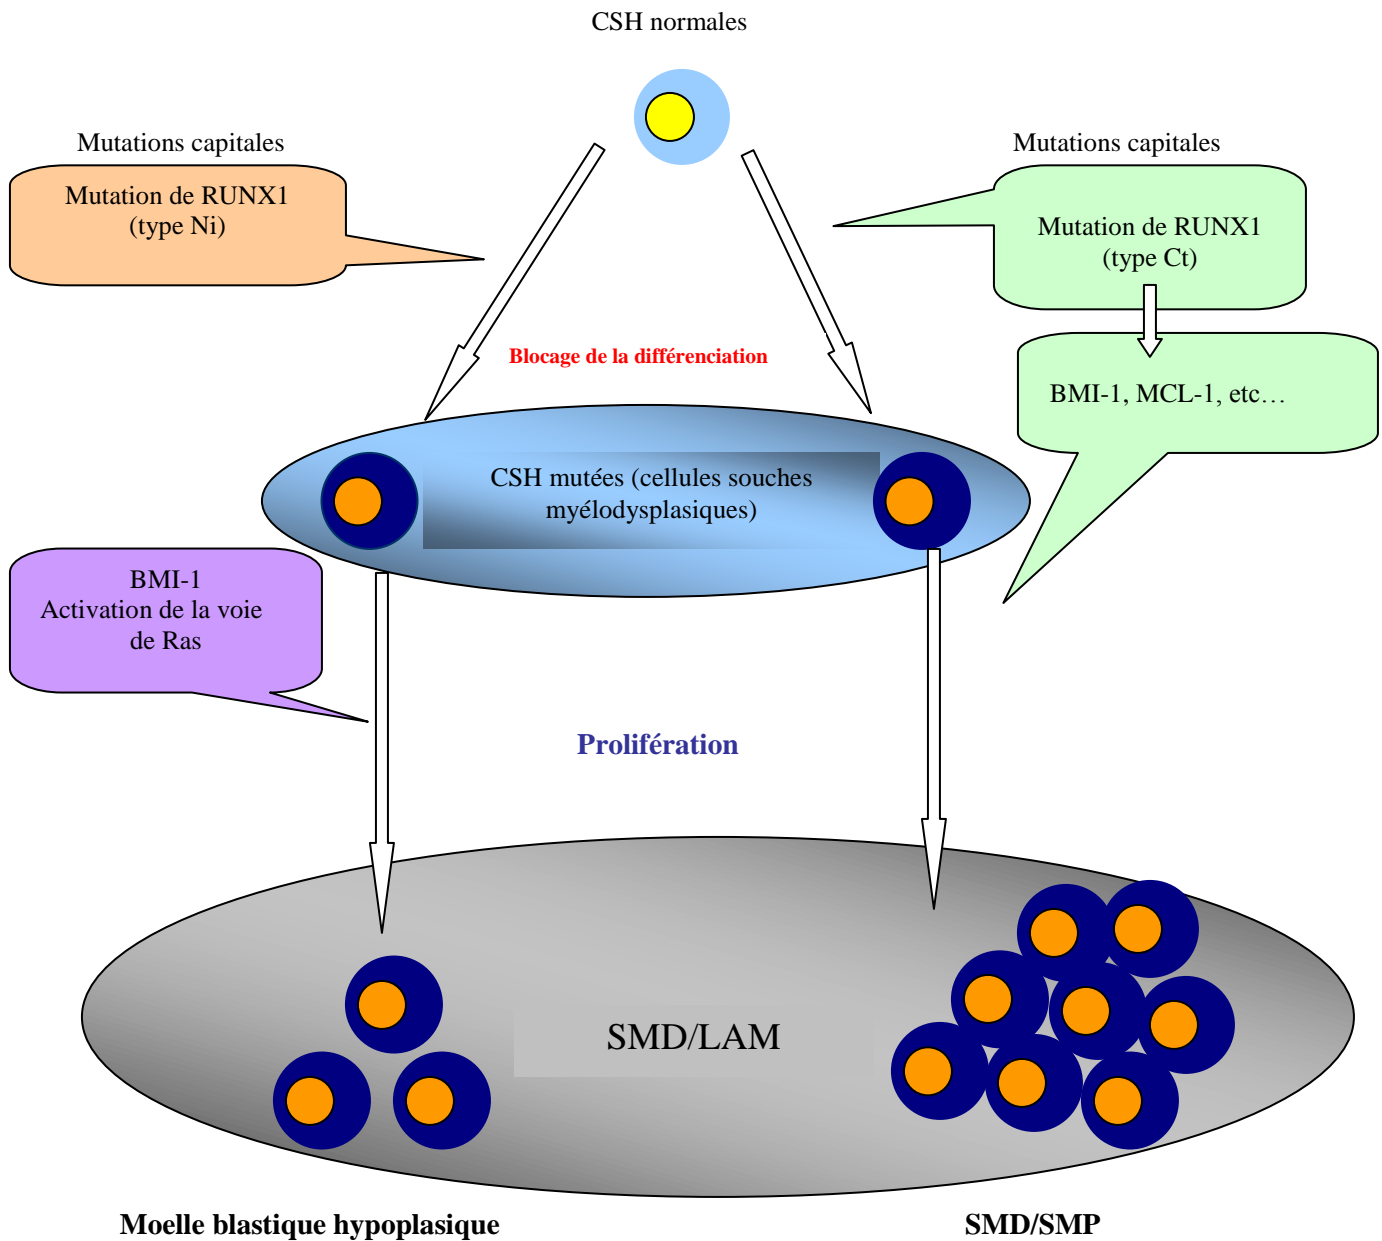 CSH normales
Mutations capitales
Mutation de RUNX1
(type Ni)
Mutations capitales
Mutation de RUNX1
(type Ct)
Blocage de la différenciation
BMI-1, MCL-1, etc…
CSH mutées (cellules souches
myélodysplasiques)
BMI-1
Activation de la voie
de Ras
Prolifération
SMD/LAM
Moelle blastique hypoplasique
SMD/SMP